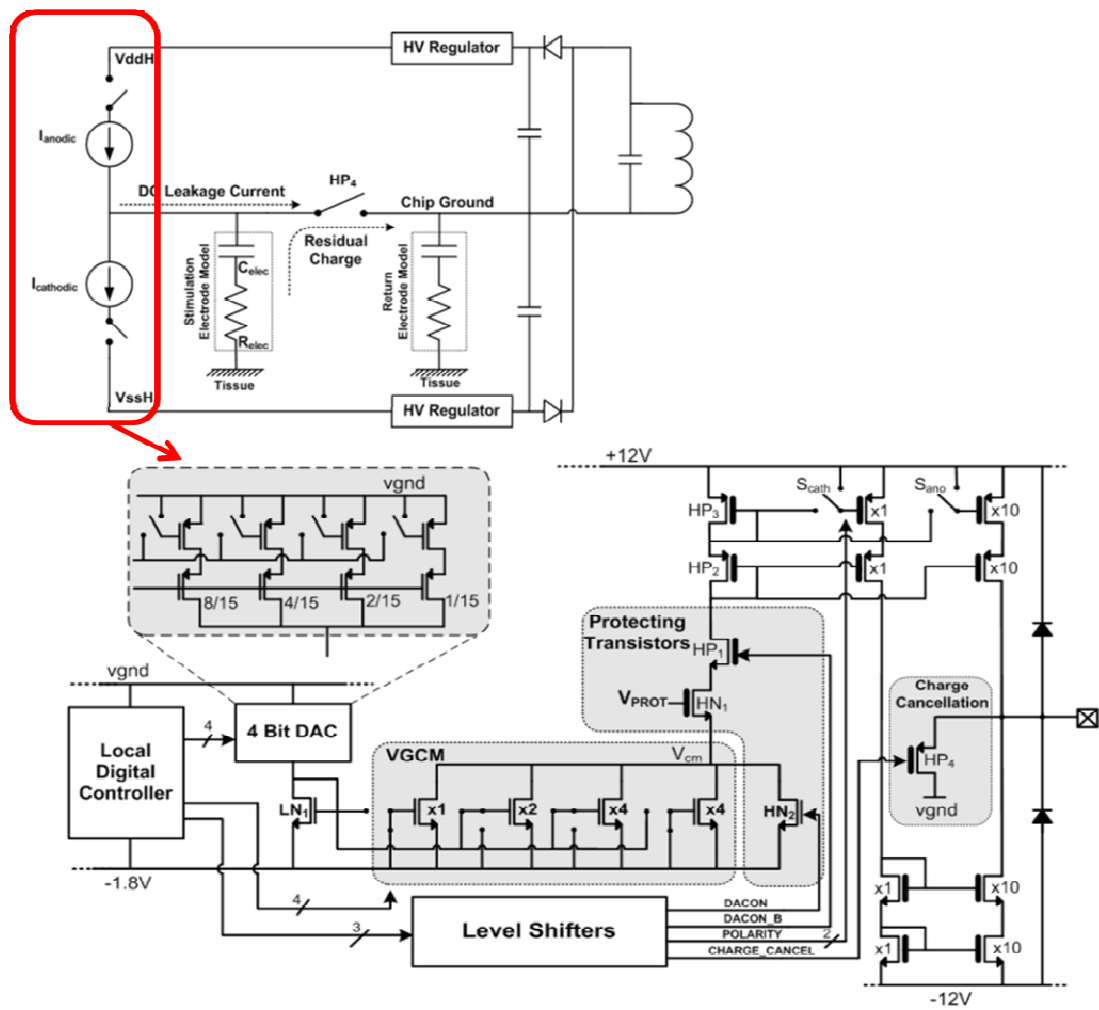 VddH
HV Regulator
Ianodic
HP4
DC Leakage Current
Chip Ground
Residual
Charge
Stimulation
Electrode Model
Celec
Relec
Return
Electrode Model
Icathodic
Tissue
Tissue
VssH
HV Regulator
vgnd
8/15
4/15
2/15
1/15
+12V
Scath
Sano
HP3
x1
x10
HP2
x1
x10
Protecting
Transistors
HP1
VPROT
HN1
Charge
Cancellation
HP4
vgnd
vgnd
Local
Digital
Controller
4
4 Bit DAC
VGCM
Vcm
LN1
x1
x2
x4
x4
HN2
-1.8V
4
3
Level Shifters
DACON
DACON_B
POLARITY
2
CHARGE_CANCEL
x1
x10
x1
x10
-12V